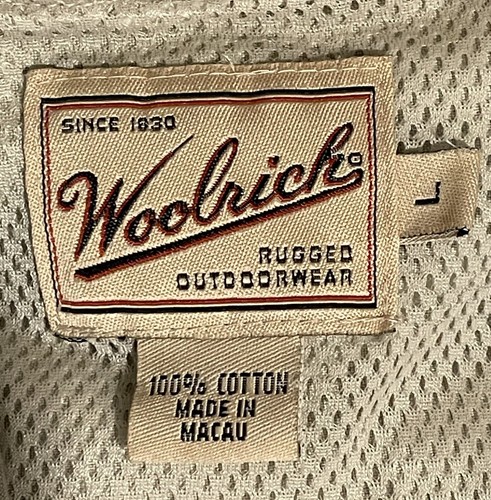 SINCE 1830
Woolrich
RUGGED
OUTDOORWEAR
L
100% COTTON
MADE IN
MACAU